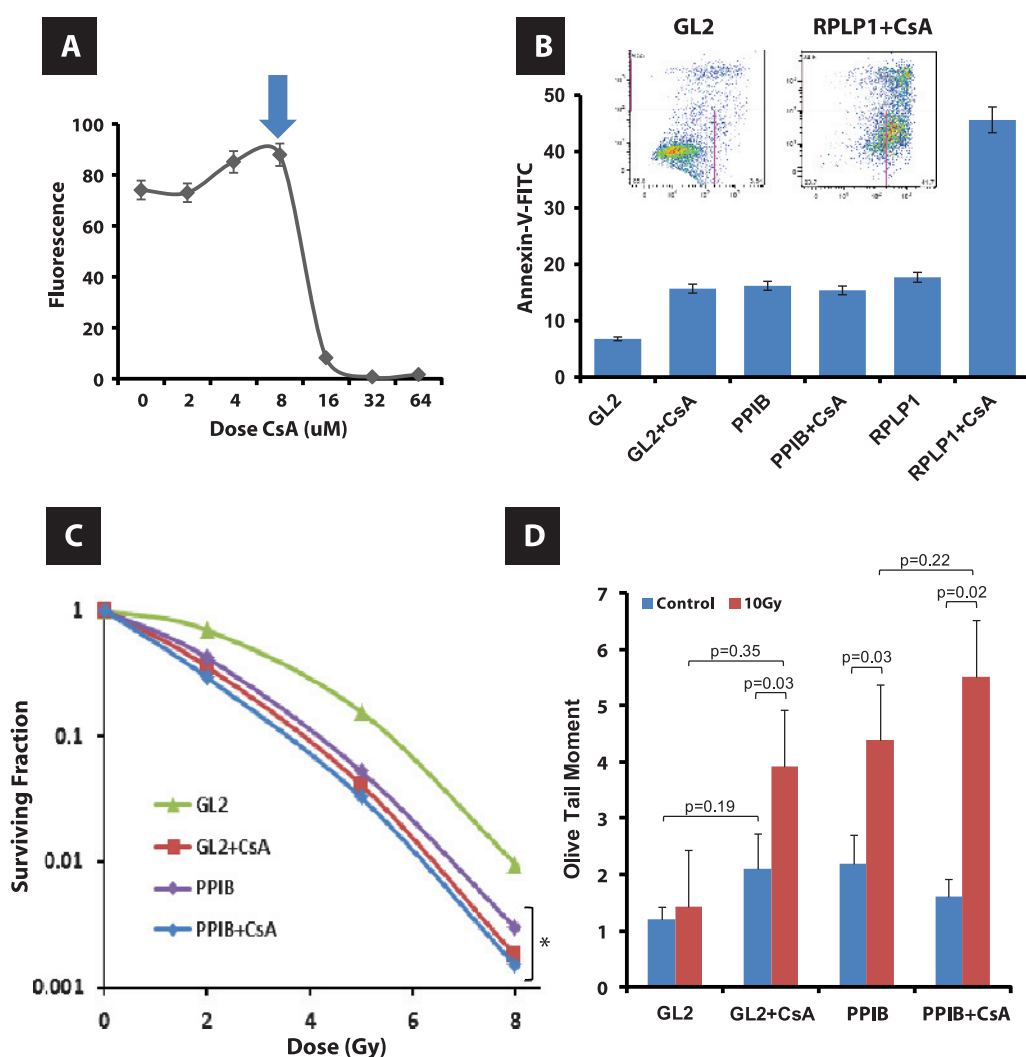 A
Fluorescence
100
80
60
40
20
0
0 2 4 8 16 32 64
Dose CsA (uM)
B
GL2
RPLP1+CsA
Annexin-V-FITC
50
40
30
20
10
0
GL2
GL2+CsA
PPIB
PPIB+CsA
RPLP1
RPLP1+CsA
C
Surviving Fraction
1
0.1
0.01
0.001
GL2
GL2+CsA
PPIB
PPIB+CsA
*
0 2 4 6 8
Dose (Gy)
D
Olive Tail Moment
7
6
5
4
3
2
1
0
Control 10Gy
p=0.22
p=0.02
p=0.35
p=0.03
p=0.03
p=0.19
GL2 GL2+CsA PPIB PPIB+CsA